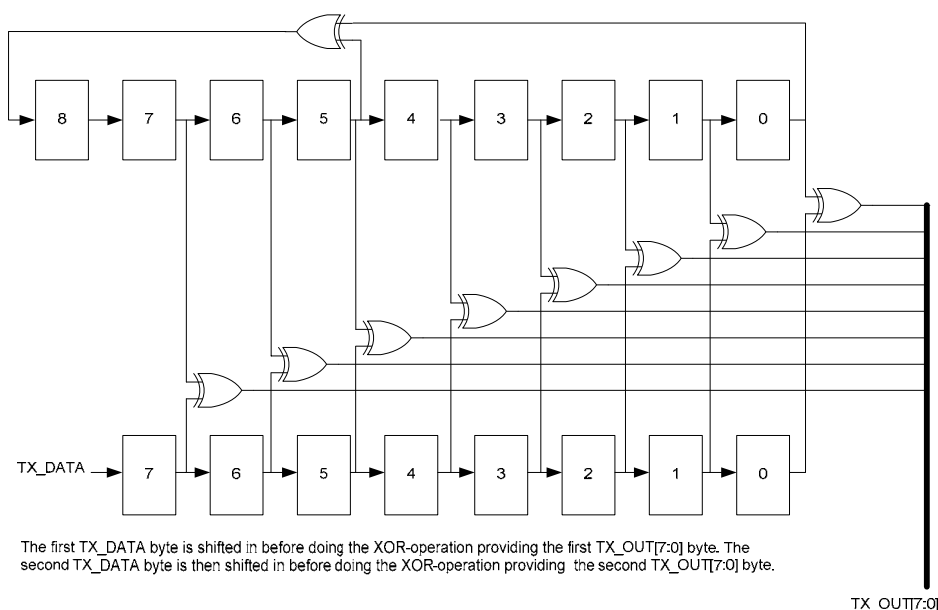 8 7 6 5 4 3 2 1 0
TX_DATA 7 6 5 4 3 2 1 0
The first TX_DATA byte is shifted in before doing the XOR-operation providing the first TX_OUT[7:0] byte. The
second TX_DATA byte is then shifted in before doing the XOR-operation providing the second TX_OUT[7:0] byte.
TX_OUT[7:0]